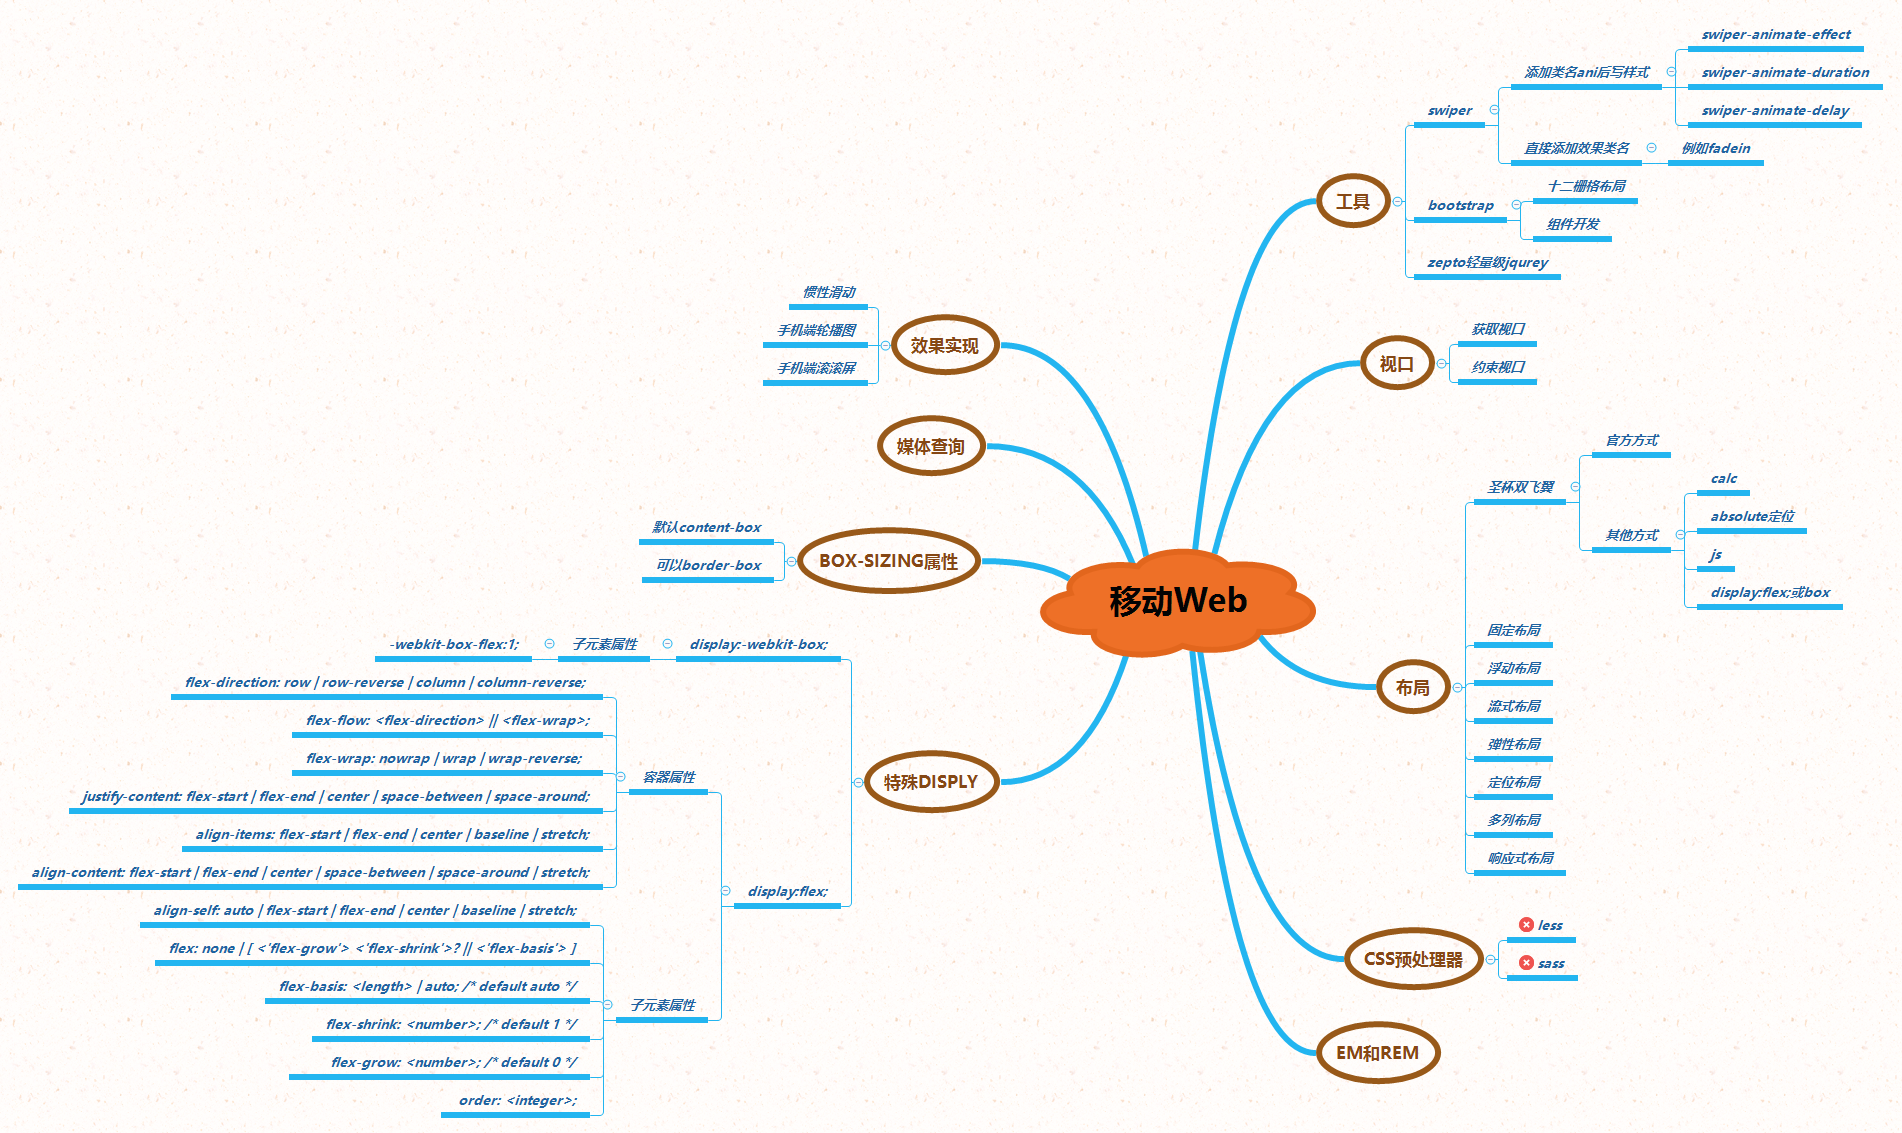 移动Web
工具
swiper
添加类名ani后写样式
swiper-animate-effect
swiper-animate-duration
swiper-animate-delay
直接添加效果类名
例如fadein
bootstrap
十二栅格布局
组件开发
zepto轻量级jqurey
视口
获取视口
约束视口
布局
圣杯双飞翼
官方方式
其他方式
calc
absolute定位
js
display:flex;或box
固定布局
浮动布局
流式布局
弹性布局
定位布局
多列布局
响应式布局
CSS预处理器
less
sass
EM和REM
效果实现
惯性滑动
手机端轮播图
手机端滚滚屏
媒体查询
BOX-SIZING属性
默认content-box
可以border-box
特殊DISPLY
display:-webkit-box;
子元素属性
-webkit-box-flex:1;
display:flex;
容器属性
flex-direction: row | row-reverse | column | column-reverse;
flex-flow: <flex-direction> || <flex-wrap>;
flex-wrap: nowrap | wrap | wrap-reverse;
justify-content: flex-start | flex-end | center | space-between | space-around;
align-items: flex-start | flex-end | center | baseline | stretch;
align-content: flex-start | flex-end | center | space-between | space-around | stretch;
子元素属性
align-self: auto | flex-start | flex-end | center | baseline | stretch;
flex: none | [ <'flex-grow'> <'flex-shrink'>? || <'flex-basis'> ]
flex-basis: <length> | auto; /* default auto */
flex-shrink: <number>; /* default 1 */
flex-grow: <number>; /* default 0 */
order: <integer>;